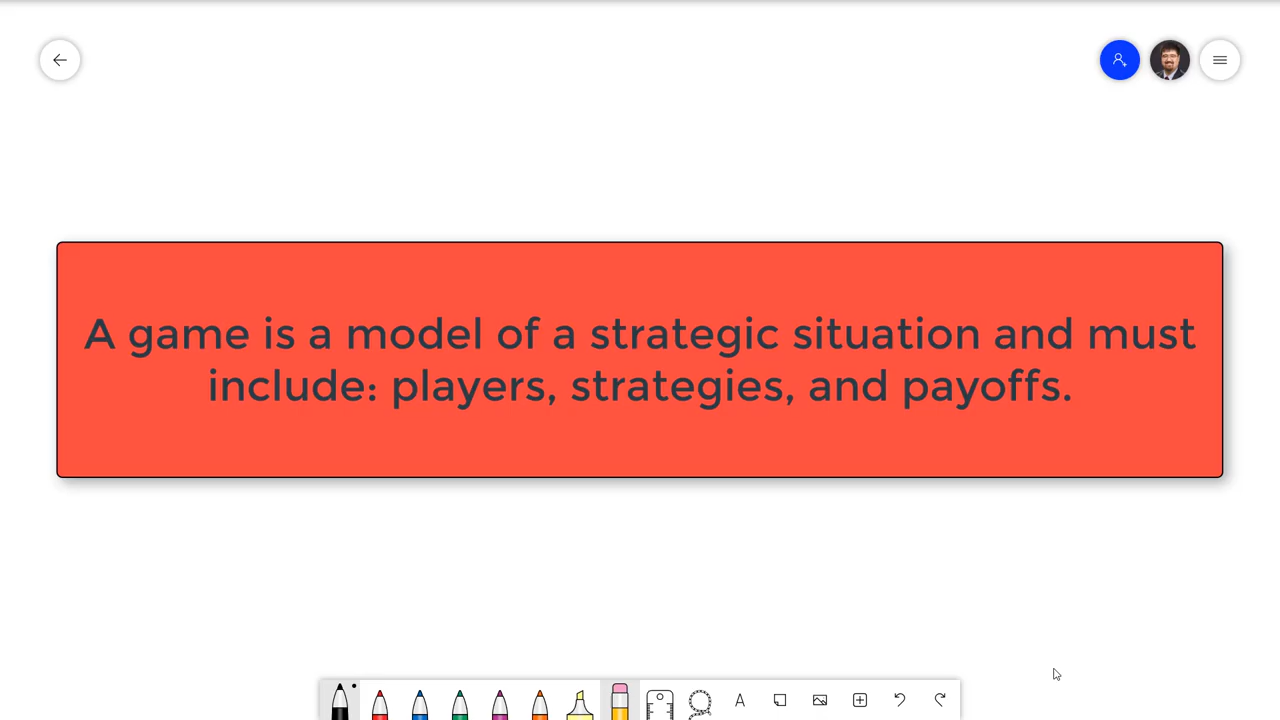 A game is a model of a strategic situation and must
include: players, strategies, and payoffs.
A